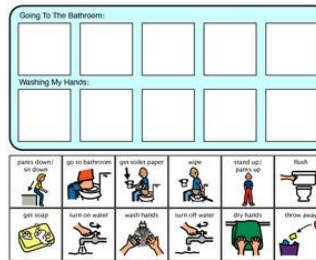 Going To The Bathroom:
Washing My Hands:
pants down/
sit down
go to bathroom
get toilet paper
wipe
stand up/
pants up
flush
get soap
turn on water
wash hands
turn off water
dry hands
throw away